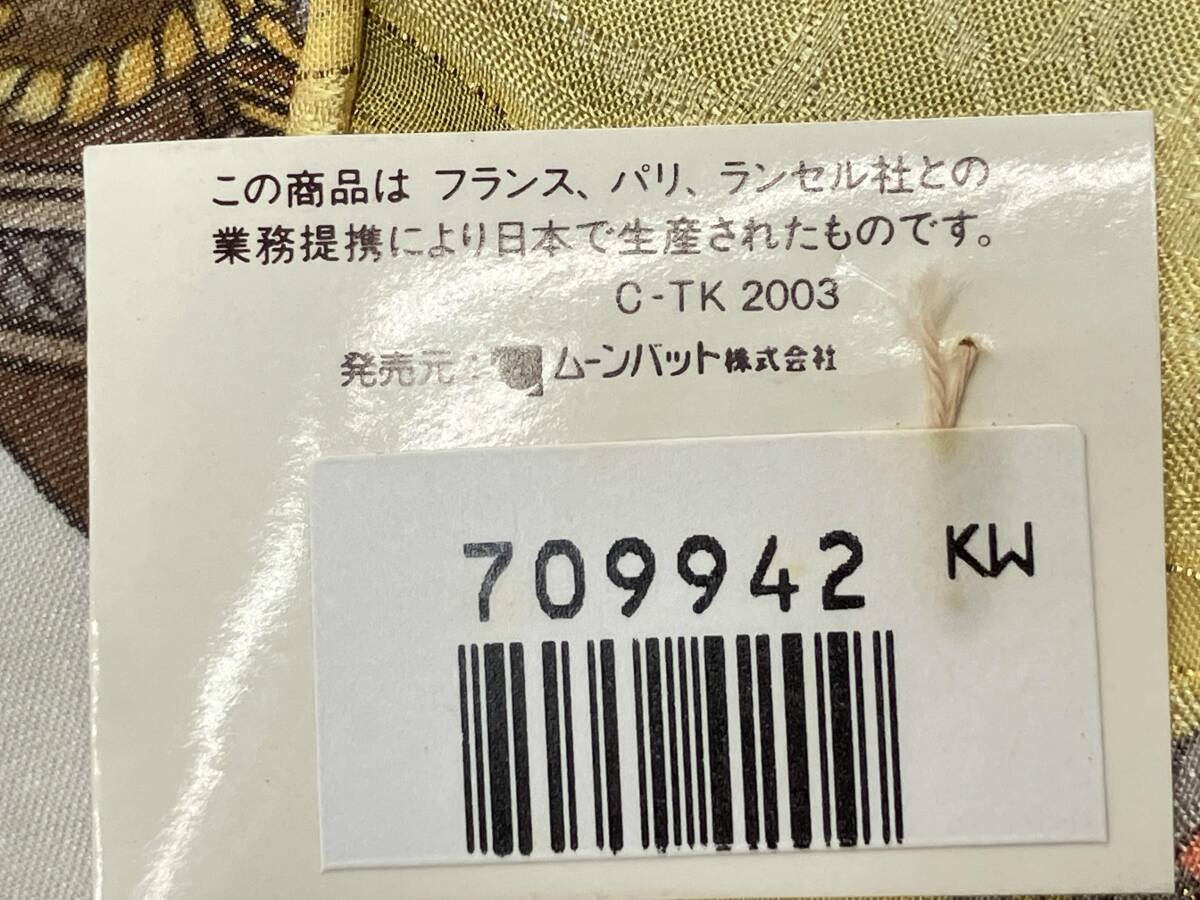 この商品は フランス、パリ、ランセル社との
業務提携により日本で生産されたものです。
C-TK 2003
発売元: ムーンバット株式会社
709942 KW